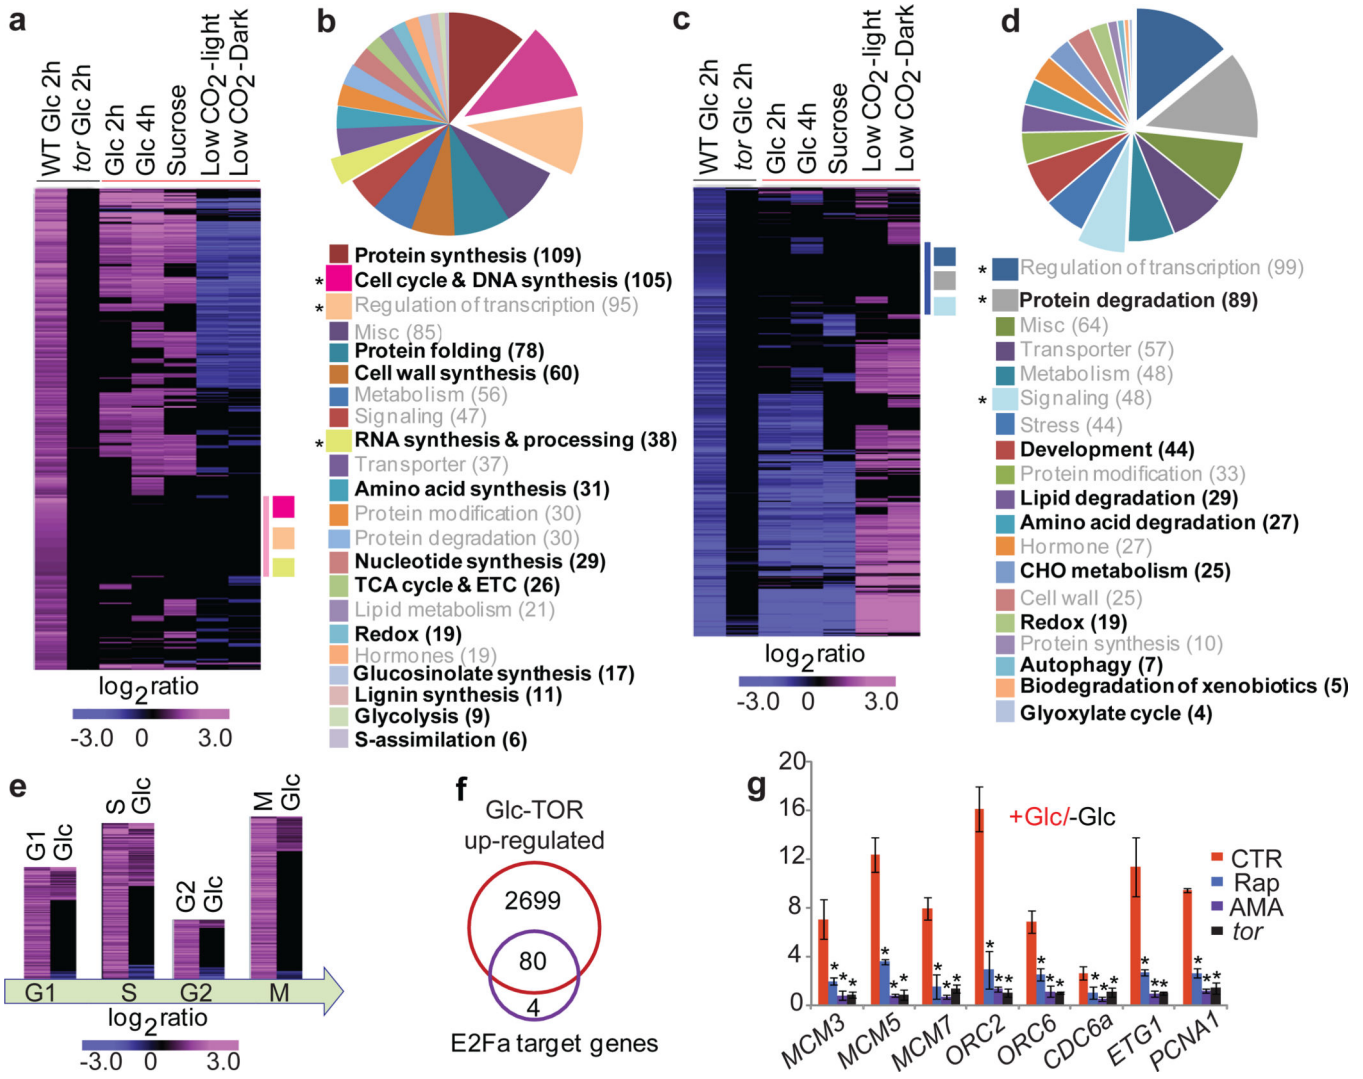 a
WT Glc 2h
tor Glc 2h
Glc 2h
Glc 4h
Sucrose
Low CO2-light
Low CO2-Dark
log2ratio
-3.0 0 3.0
b
Protein synthesis (109)
* Cell cycle & DNA synthesis (105)
* Regulation of transcription (95)
Misc (85)
Protein folding (78)
Cell wall synthesis (60)
Metabolism (56)
Signaling (47)
* RNA synthesis & processing (38)
Transporter (37)
Amino acid synthesis (31)
Protein modification (30)
Protein degradation (30)
Nucleotide synthesis (29)
TCA cycle & ETC (26)
Lipid metabolism (21)
Redox (19)
Hormones (19)
Glucosinolate synthesis (17)
Lignin synthesis (11)
Glycolysis (9)
S-assimilation (6)
c
WT Glc 2h
tor Glc 2h
Glc 2h
Glc 4h
Sucrose
Low CO2-light
Low CO2-Dark
log2ratio
-3.0 0 3.0
d
* Regulation of transcription (99)
* Protein degradation (89)
Misc (64)
Transporter (57)
Metabolism (48)
* Signaling (48)
Stress (44)
Development (44)
Protein modification (33)
Lipid degradation (29)
Amino acid degradation (27)
Hormone (27)
CHO metabolism (25)
Cell wall (25)
Redox (19)
Protein synthesis (10)
Autophagy (7)
Biodegradation of xenobiotics (5)
Glyoxylate cycle (4)
e
G1 Glc
S Glc
G2 Glc
M Glc
G1 S G2 M
log2ratio
-3.0 0 3.0
f
Glc-TOR
up-regulated
2699
80
4
E2Fa target genes
g
+Glc/-Glc
CTR
Rap
AMA
tor
20
16
12
8
4
0
* * * * * * * * * * * * * * * * * * * * * * * *
MCM3 MCM5 MCM7 ORC2 ORC6 CDC6a ETG1 PCNA1